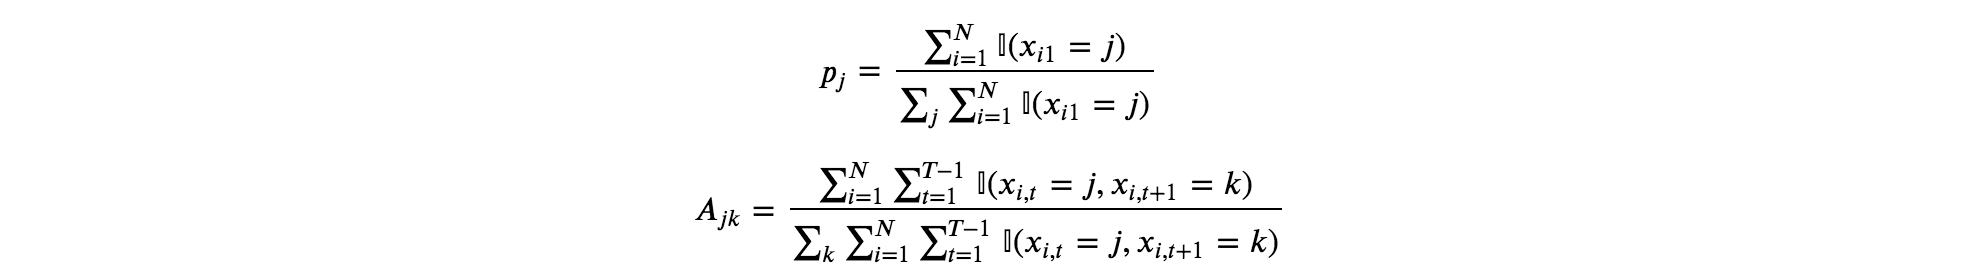 $p_j = \frac{\sum_{i=1}^{N} \mathbb{I}(x_{i1} = j)}{\sum_j \sum_{i=1}^{N} \mathbb{I}(x_{i1} = j)}$
$A_{jk} = \frac{\sum_{i=1}^{N} \sum_{t=1}^{T-1} \mathbb{I}(x_{i,t} = j, x_{i,t+1} = k)}{\sum_k \sum_{i=1}^{N} \sum_{t=1}^{T-1} \mathbb{I}(x_{i,t} = j, x_{i,t+1} = k)}$